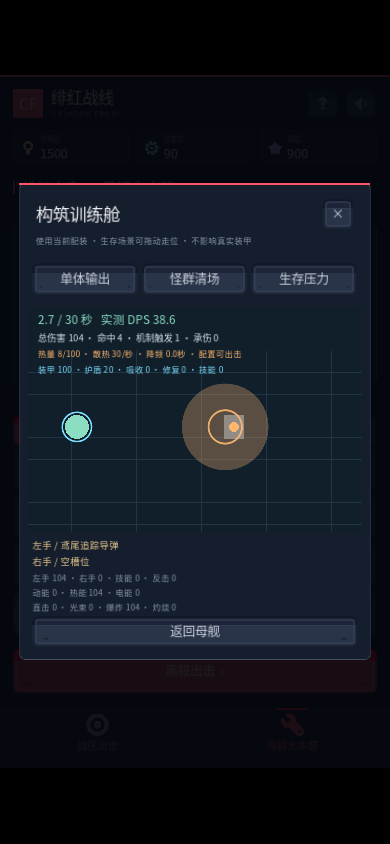 CF 绯红战线
?
1500
90
900
构筑训练舱
×
使用当前配装 · 生存场景可拖动走位 · 不影响真实装甲
单体输出 怪群清场 生存压力
2.7 / 30 秒 实测 DPS 38.6
总伤害 104 · 命中 4 · 机制触发 1 · 承伤 0
热量 8/100 · 散热 30/秒 · 降频 0.0秒 · 配置可出击
装甲 100 · 护盾 20 · 吸收 0 · 修复 0 · 技能 0
左手 / 鸢尾追踪导弹
右手 / 空槽位
左手 104 · 右手 0 · 技能 0 · 反击 0
动能 0 · 热能 104 · 电能 0
直击 0 · 光束 0 · 爆炸 104 · 灼烧 0
返回母舰